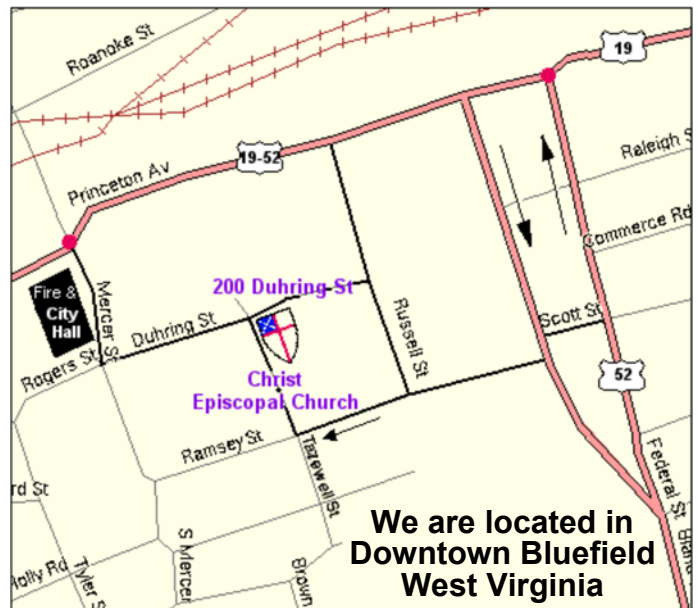 Roanoke St
19
19-52
Princeton Av
Raleigh S
Commerce Rd
Fire &
City
Hall
Mercer St
200 Duhring St
Duhring St
Russell St
Scott St
Rogers St
Christ
Episcopal Church
52
Ramsey St
Tazewell St
Federal St
rd St
We are located in
Downtown Bluefield
West Virginia
S Mercer
Holly Rd
Tyler S
Brown
Bland